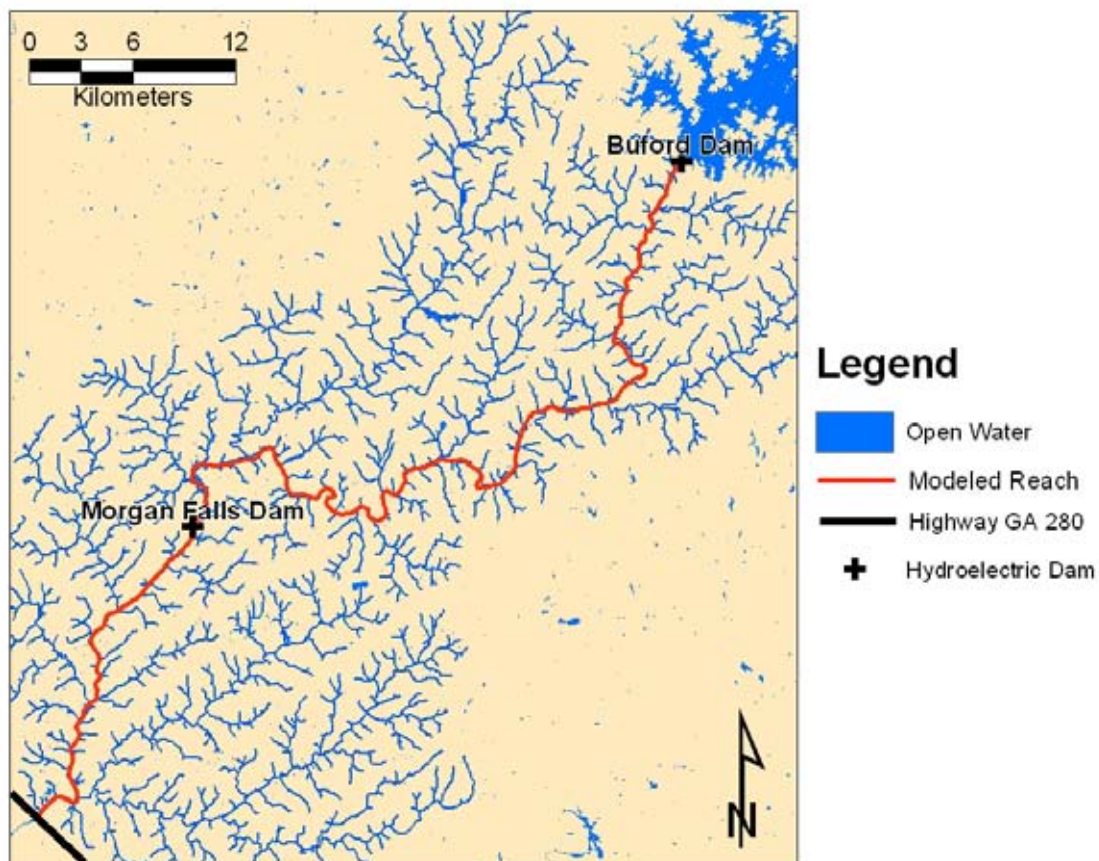 0 3 6 12
Kilometers
Buford Dam
Morgan Falls Dam
N
Legend
Open Water
Modeled Reach
Highway GA 280
Hydroelectric Dam